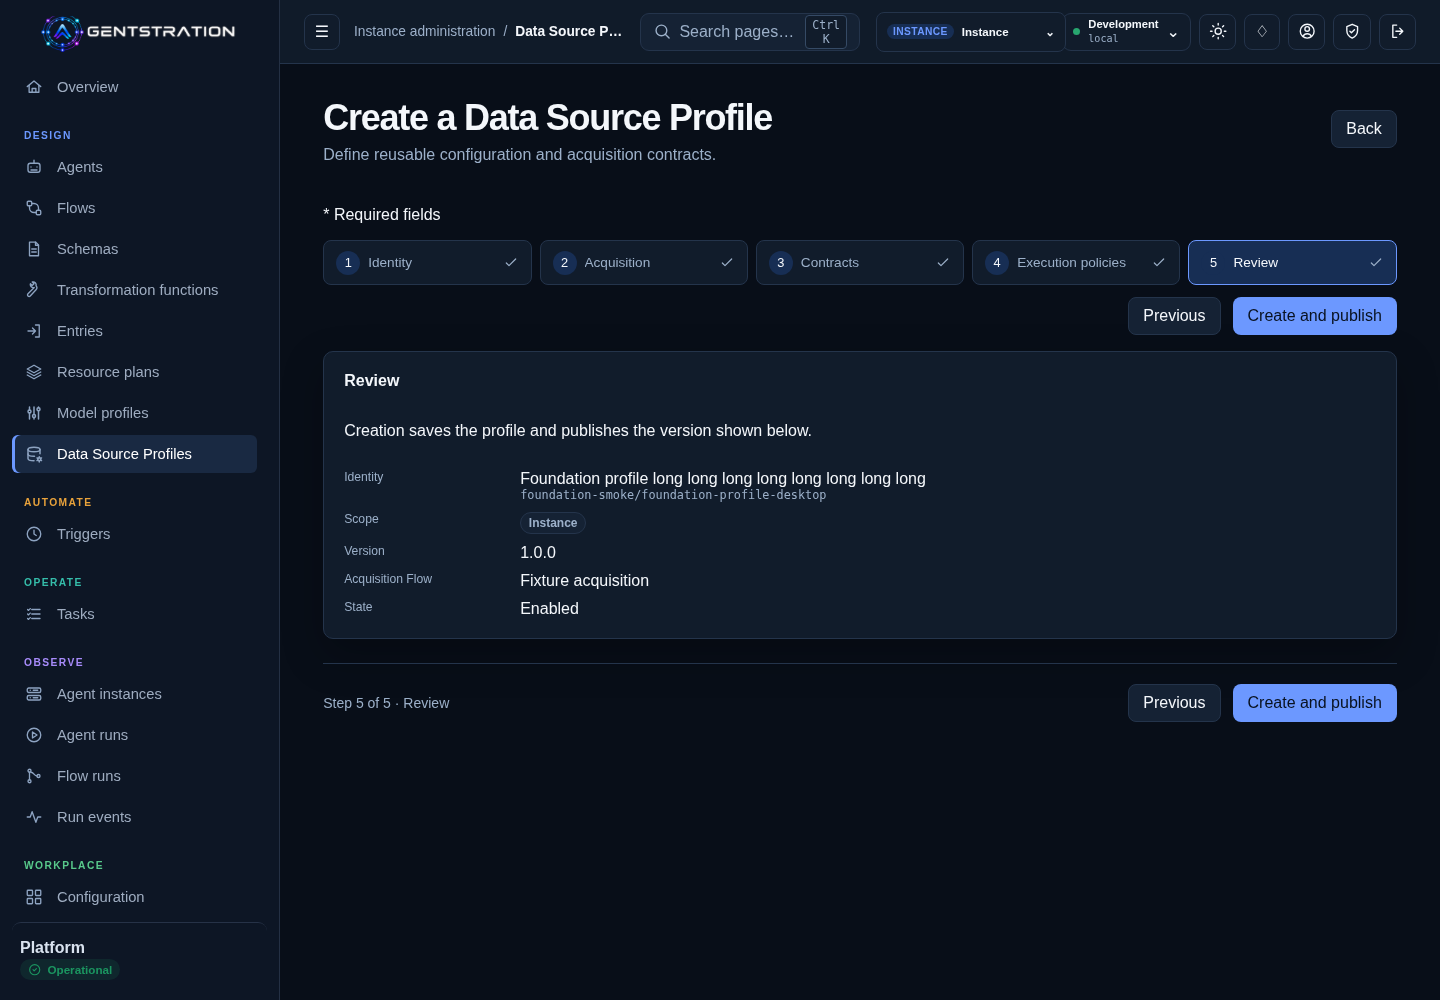 GENTSTRATION
Overview
DESIGN
Agents
Flows
Schemas
Transformation functions
Entries
Resource plans
Model profiles
Data Source Profiles
AUTOMATE
Triggers
OPERATE
Tasks
OBSERVE
Agent instances
Agent runs
Flow runs
Run events
WORKPLACE
Configuration
Platform
Operational
Instance administration / Data Source P…
Search pages… Ctrl K
INSTANCE Instance
Development
local
Create a Data Source Profile
Define reusable configuration and acquisition contracts.
Back
* Required fields
1 Identity
2 Acquisition
3 Contracts
4 Execution policies
5 Review
Previous
Create and publish
Review
Creation saves the profile and publishes the version shown below.
Identity Foundation profile long long long long long long long long
foundation-smoke/foundation-profile-desktop
Scope Instance
Version 1.0.0
Acquisition Flow Fixture acquisition
State Enabled
Step 5 of 5 · Review
Previous
Create and publish